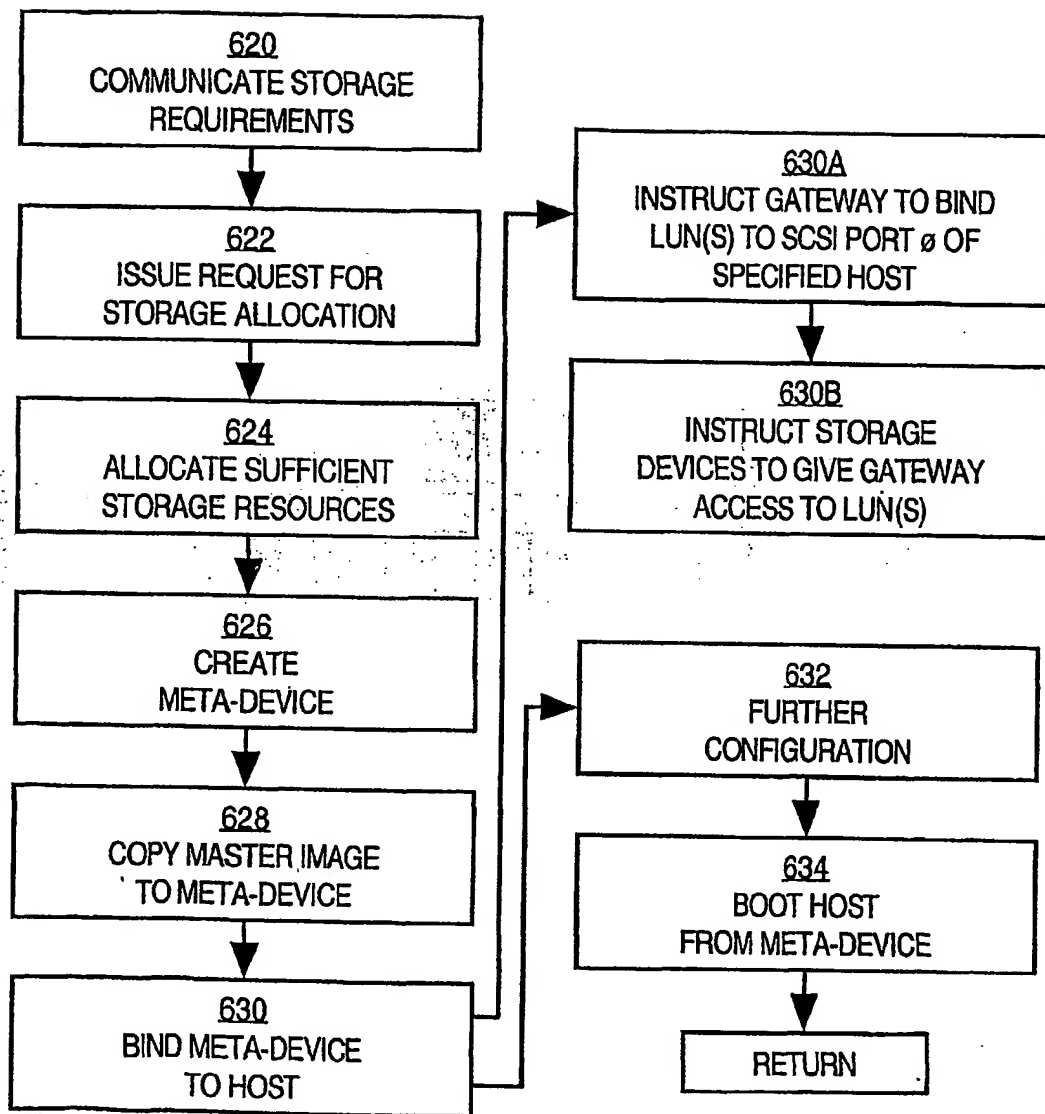 620
COMMUNICATE STORAGE
REQUIREMENTS
622
ISSUE REQUEST FOR
STORAGE ALLOCATION
624
ALLOCATE SUFFICIENT
STORAGE RESOURCES
626
CREATE
META-DEVICE
628
COPY MASTER IMAGE
TO META-DEVICE
630
BIND META-DEVICE
TO HOST
630A
INSTRUCT GATEWAY TO BIND
LUN(S) TO SCSI PORT ø OF
SPECIFIED HOST
630B
INSTRUCT STORAGE
DEVICES TO GIVE GATEWAY
ACCESS TO LUN(S)
632
FURTHER
CONFIGURATION
634
BOOT HOST
FROM META-DEVICE
RETURN